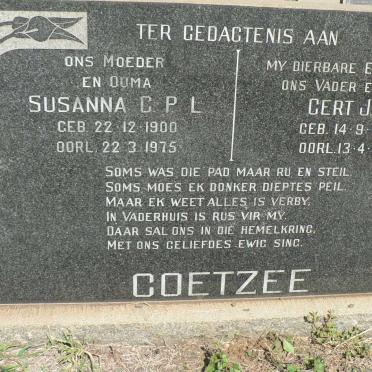 TER GEDAGTENIS AAN
ONS MOEDER
EN OUMA
SUSANNA C P L
GEB. 22·12·1900
OORL. 22·3·1975
MY DIERBARE E
ONS VADER E
GERT J
GEB. 14·9·
OORL. 13·4·
SOMS WAS DIE PAD MAAR RU EN STEIL.
SOMS MOES EK DONKER DIEPTES PEIL.
MAAR EK WEET ALLES IS VERBY.
IN VADERHUIS IS RUS VIR MY.
DAAR SAL ONS IN DIE HEMELKRING.
MET ONS GELIEFDES EWIG SING.
COETZEE